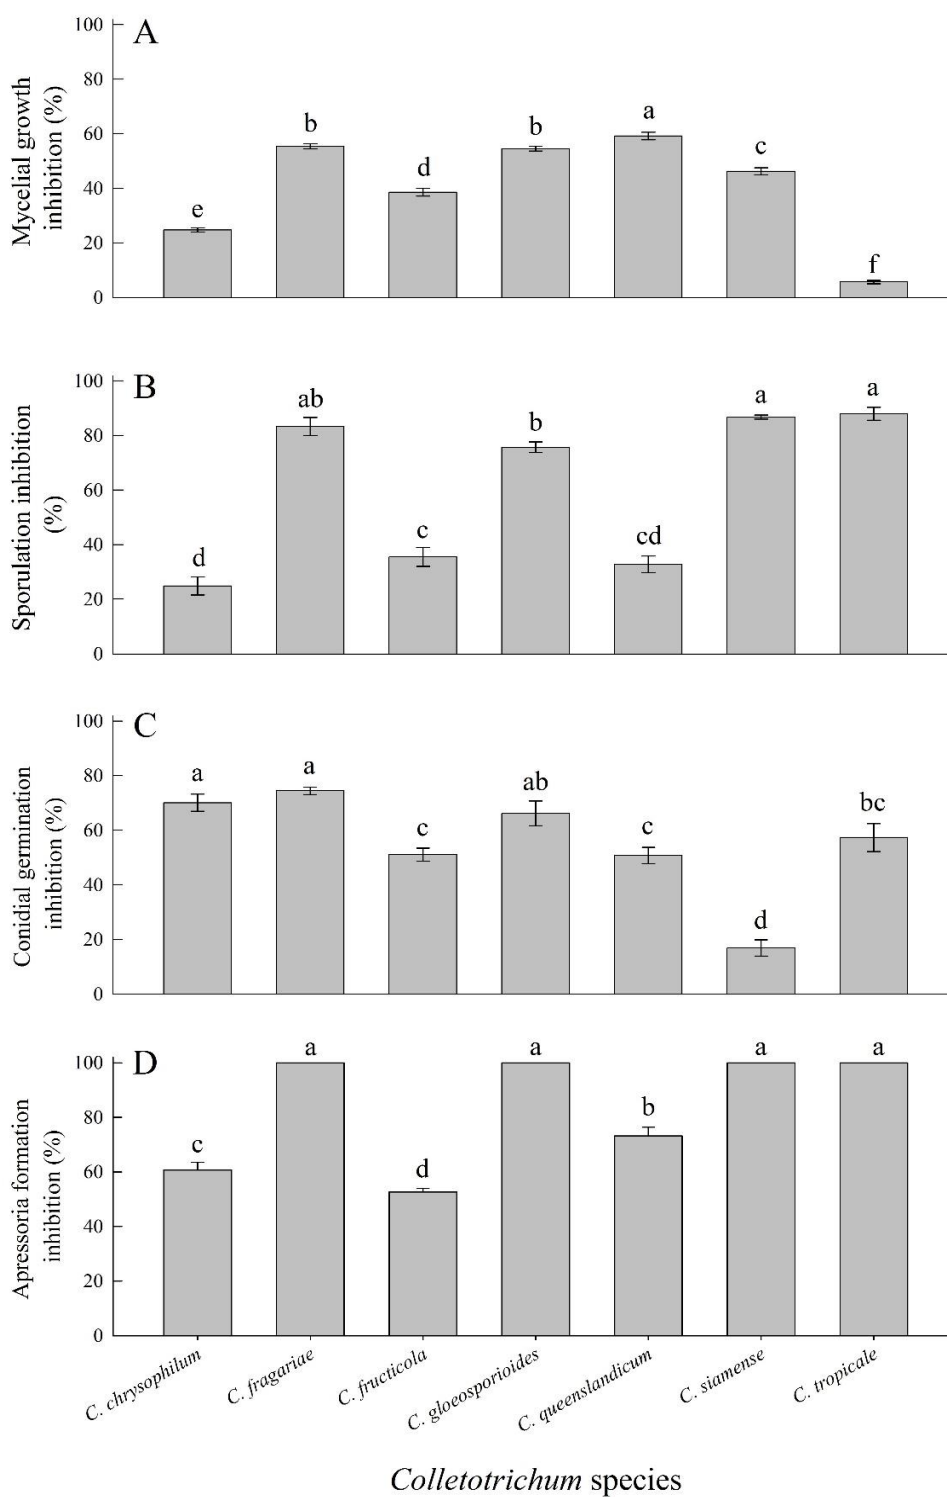 A
Mycelial growth
inhibition (%)
100
80
60
40
20
0
e
b
d
b
a
c
f
B
Sporulation inhibition
(%)
100
80
60
40
20
0
d
ab
c
b
cd
a
a
C
Conidial germination
inhibition (%)
100
80
60
40
20
0
a
a
c
ab
c
d
bc
D
Apressoria formation
inhibition (%)
100
80
60
40
20
0
c
a
d
a
b
a
a
C. chrysophilum
C. fragariae
C. fructicola
C. gloeosporioides
C. queenslandicum
C. siamense
C. tropicale
Colletotrichum species